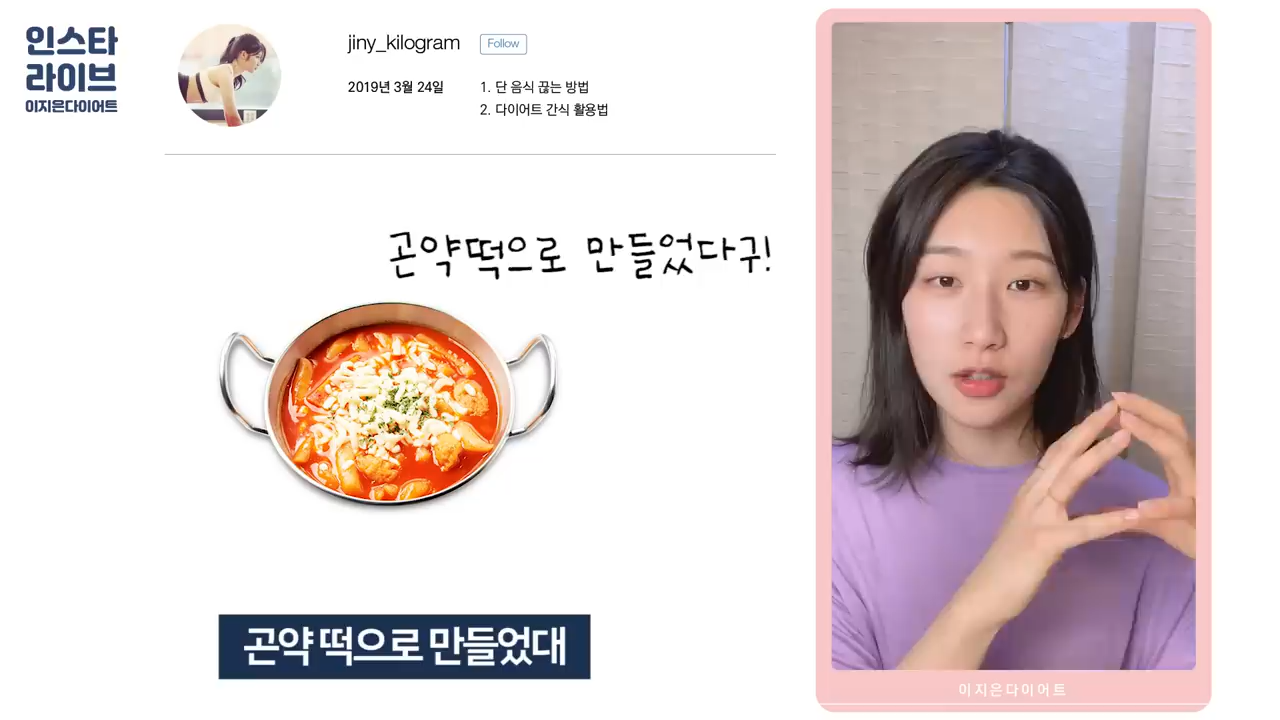 인스타
라이브
이지은다이어트
jiny_kilogram
Follow
2019년 3월 24일
1. 단 음식 끊는 방법
2. 다이어트 간식 활용법
곤약떡으로 만들었다구!
곤약 떡으로 만들었대
이지은다이어트